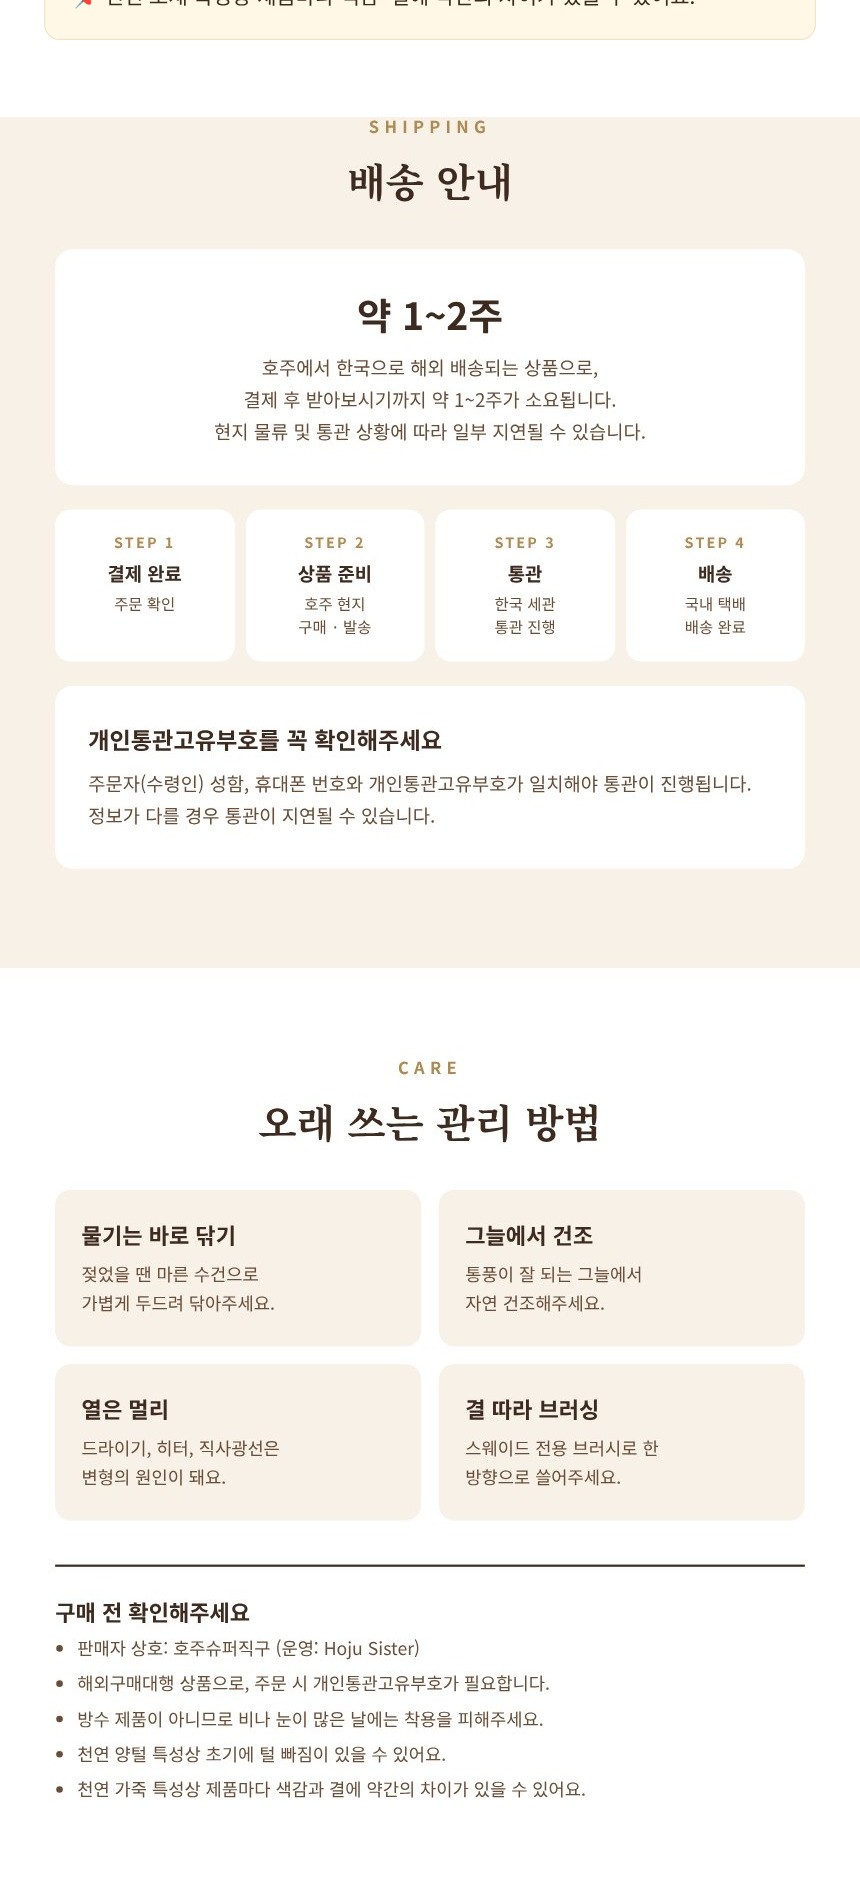 SHIPPING
배송 안내
약 1~2주
호주에서 한국으로 해외 배송되는 상품으로,
결제 후 받아보시기까지 약 1~2주가 소요됩니다.
현지 물류 및 통관 상황에 따라 일부 지연될 수 있습니다.
STEP 1
결제 완료
주문 확인
STEP 2
상품 준비
호주 현지
구매 · 발송
STEP 3
통관
한국 세관
통관 진행
STEP 4
배송
국내 택배
배송 완료
개인통관고유부호를 꼭 확인해주세요
주문자(수령인) 성함, 휴대폰 번호와 개인통관고유부호가 일치해야 통관이 진행됩니다.
정보가 다를 경우 통관이 지연될 수 있습니다.
CARE
오래 쓰는 관리 방법
물기는 바로 닦기
젖었을 땐 마른 수건으로
가볍게 두드려 닦아주세요.
그늘에서 건조
통풍이 잘 되는 그늘에서
자연 건조해주세요.
열은 멀리
드라이기, 히터, 직사광선은
변형의 원인이 돼요.
결 따라 브러싱
스웨이드 전용 브러시로 한
방향으로 쓸어주세요.
구매 전 확인해주세요
• 판매자 상호: 호주슈퍼직구 (운영: Hoju Sister)
• 해외구매대행 상품으로, 주문 시 개인통관고유부호가 필요합니다.
• 방수 제품이 아니므로 비나 눈이 많은 날에는 착용을 피해주세요.
• 천연 양털 특성상 초기에 털 빠짐이 있을 수 있어요.
• 천연 가죽 특성상 제품마다 색감과 결에 약간의 차이가 있을 수 있어요.